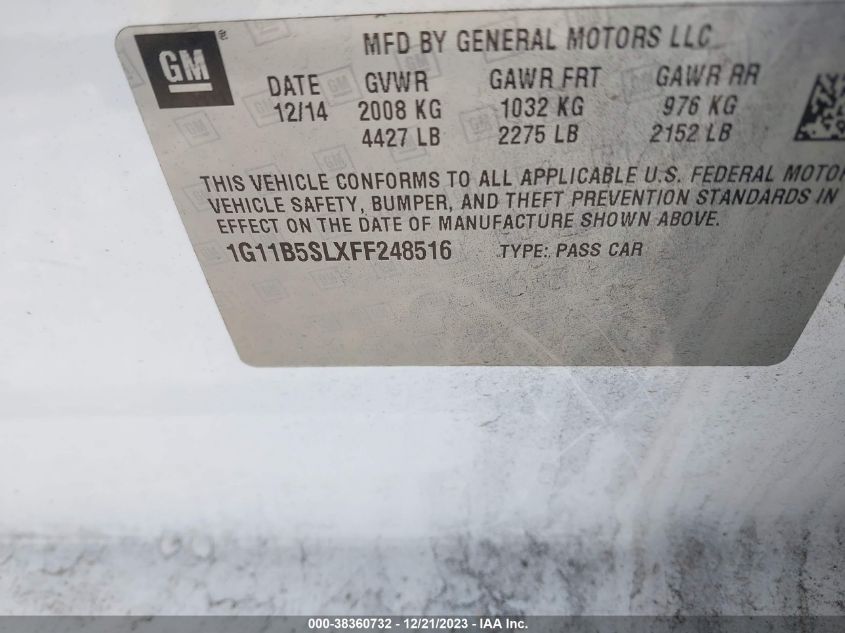 GM ®
MFD BY GENERAL MOTORS LLC
DATE GVWR GAWR FRT GAWR RR
12/14 2008 KG 1032 KG 976 KG
4427 LB 2275 LB 2152 LB
THIS VEHICLE CONFORMS TO ALL APPLICABLE U.S. FEDERAL MOTOR
VEHICLE SAFETY, BUMPER, AND THEFT PREVENTION STANDARDS IN
EFFECT ON THE DATE OF MANUFACTURE SHOWN ABOVE.
1G11B5SLXFF248516 TYPE: PASS CAR
000-38360732 - 12/21/2023 - IAA Inc.